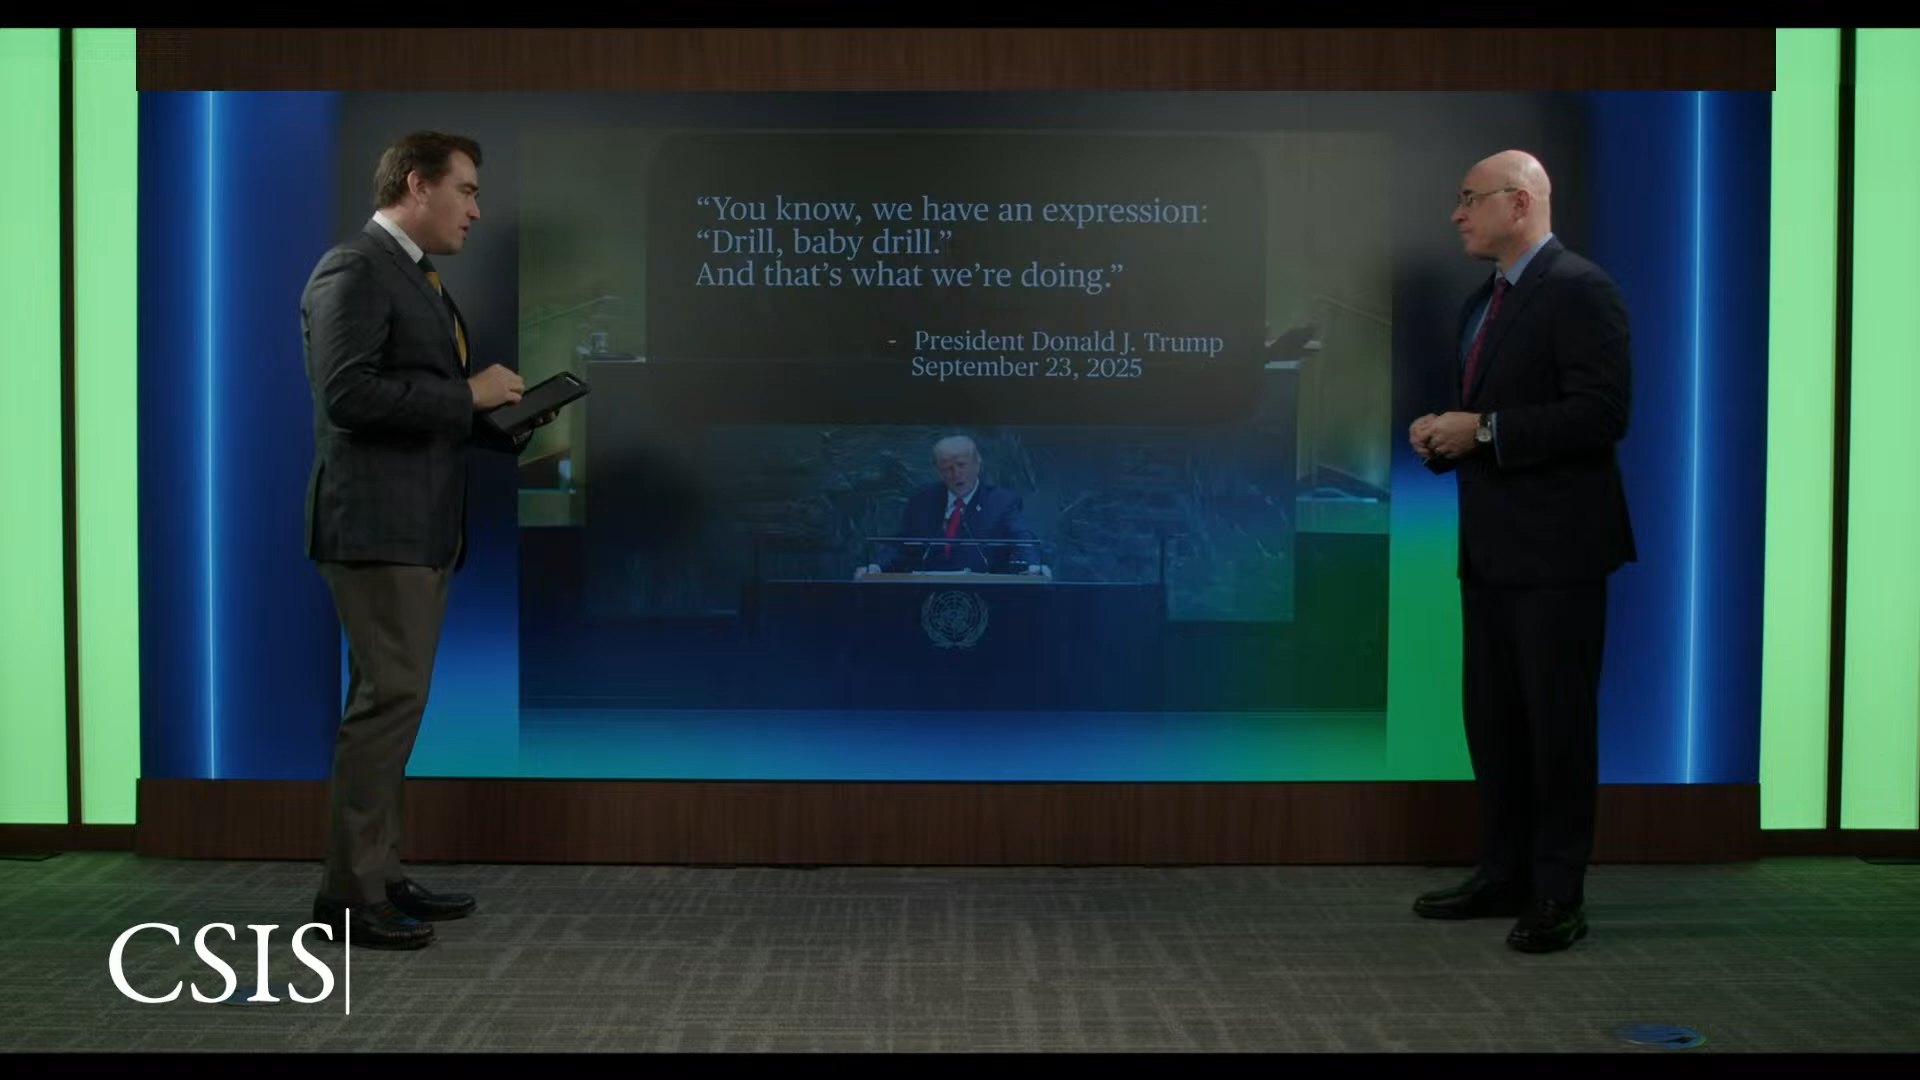 “You know, we have an expression:
“Drill, baby drill.”
And that’s what we’re doing.”
- President Donald J. Trump
September 23, 2025
CSIS